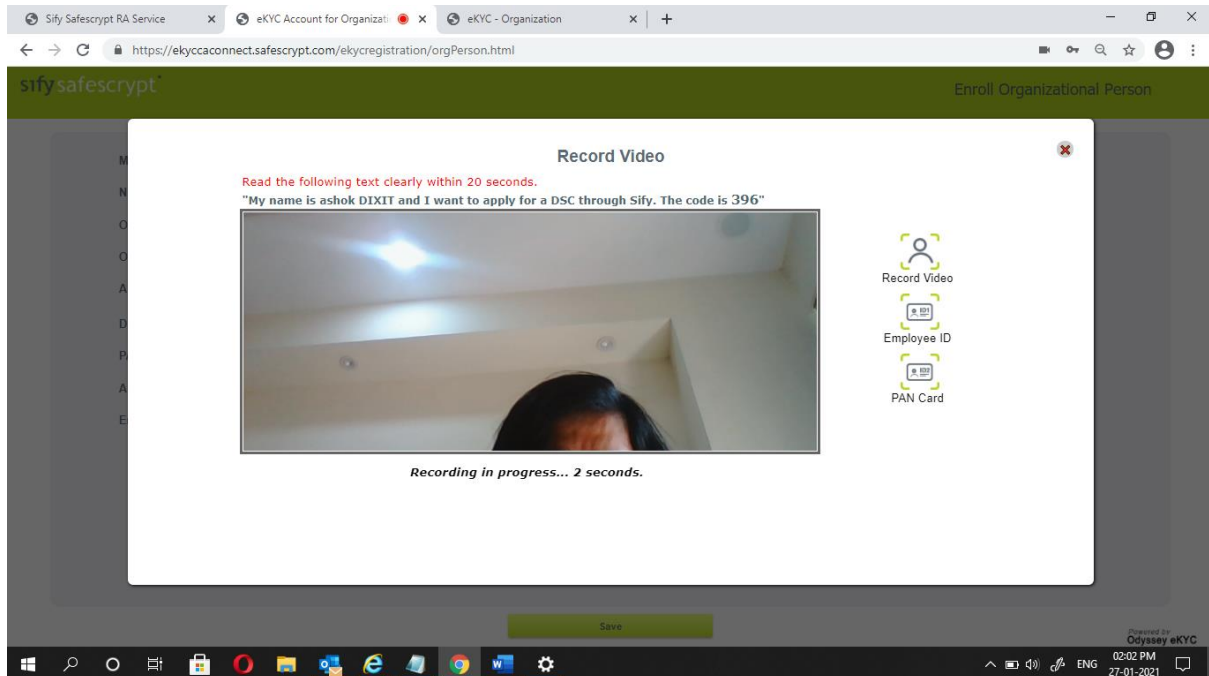 Sify Safescrypt RA Service
eKYC Account for Organizati
eKYC - Organization
https://ekyccaconnect.safescrypt.com/ekycregistration/orgPerson.html
sifysafescrypt
Enroll Organizational Person
Record Video
Read the following text clearly within 20 seconds.
"My name is ashok DIXIT and I want to apply for a DSC through Sify. The code is 396"
M
N
O
O
A
D
PA
A
E
Record Video
ID1
Employee ID
ID2
PAN Card
Recording in progress... 2 seconds.
Save
Powered by
Odyssey eKYC
ENG
02:02 PM
27-01-2021